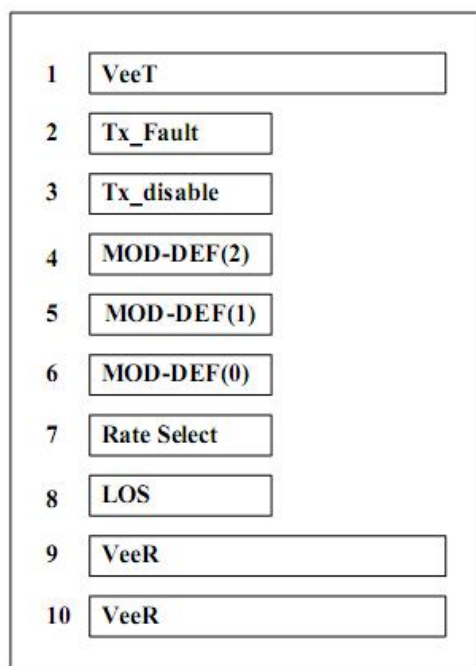 1 VeeT
2 Tx_Fault
3 Tx_disable
4 MOD-DEF(2)
5 MOD-DEF(1)
6 MOD-DEF(0)
7 Rate Select
8 LOS
9 VeeR
10 VeeR